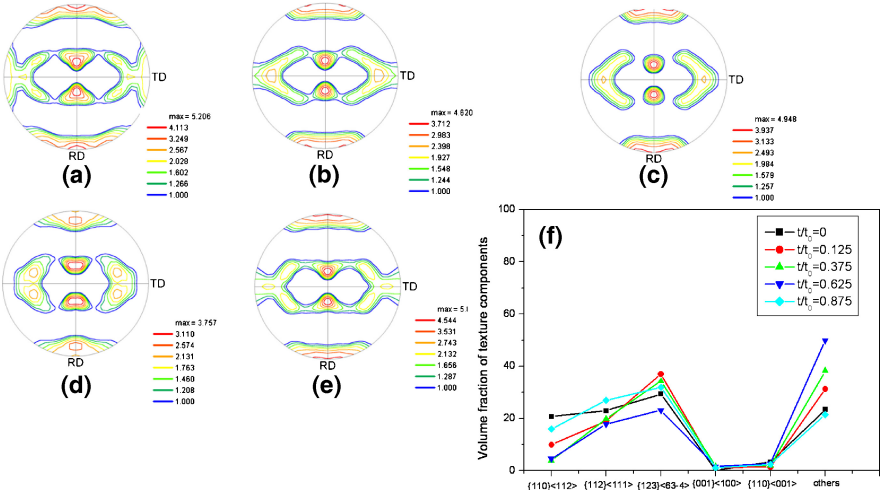 TD
max = 5.206
4.113
3.249
2.567
2.028
1.602
1.266
1.000
RD
(a)
TD
max = 4.620
3.712
2.983
2.398
1.927
1.548
1.244
1.000
RD
(b)
TD
max = 4.948
3.937
3.133
2.493
1.984
1.579
1.257
1.000
RD
(c)
TD
max = 3.757
3.110
2.574
2.131
1.763
1.460
1.208
1.000
RD
(d)
TD
max = 5.
4.544
3.531
2.743
2.132
1.656
1.287
1.000
RD
(e)
(f)
Volume fraction of texture components
100
80
60
40
20
0
t/t0=0
t/t0=0.125
t/t0=0.375
t/t0=0.625
t/t0=0.875
{110}<112> {112}<111> {123}<63-4> {001}<100> {110}<001> others